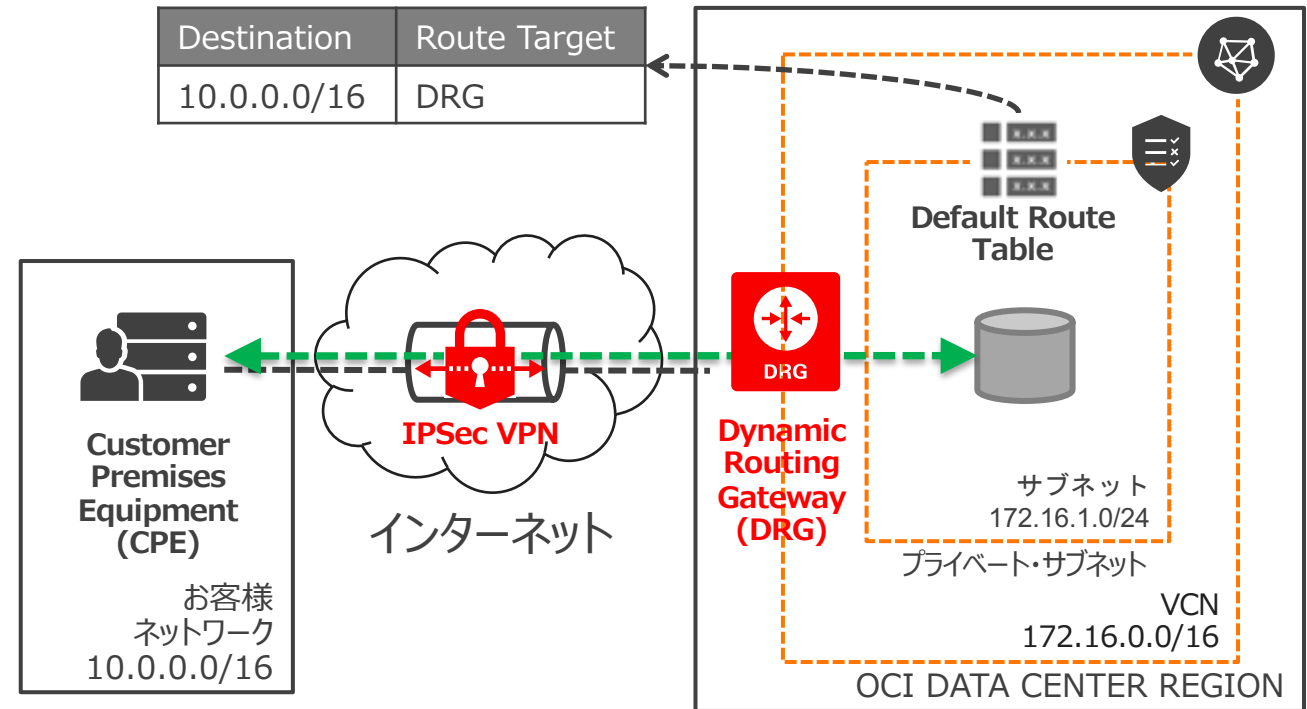 Destination
Route Target
10.0.0.0/16
DRG
x.x.x
x.x.x
x.x.x
Default Route
Table
DRG
IPSec VPN
Customer
Premises
Equipment
(CPE)
Dynamic
Routing
Gateway
(DRG)
インターネット
サブネット
172.16.1.0/24
プライベート・サブネット
お客様
ネットワーク
10.0.0.0/16
VCN
172.16.0.0/16
OCI DATA CENTER REGION